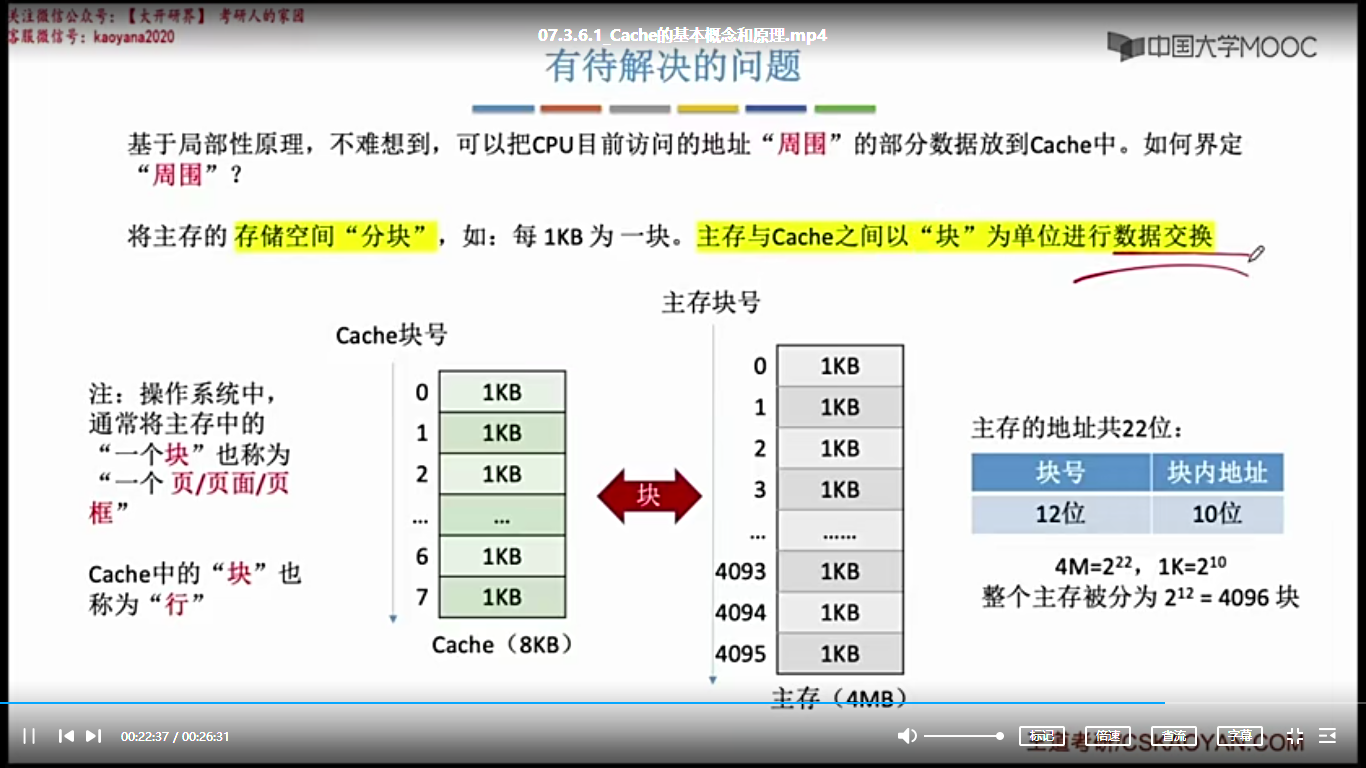 关注微信公众号：【大开研界】 考研人的家园
客服微信号：kaoyana2020
07.3.6.1_Cache的基本概念和原理.mp4
中国大学MOOC
有待解决的问题
基于局部性原理，不难想到，可以把CPU目前访问的地址“周围”的部分数据放到Cache中。如何界定
“周围”？
将主存的 存储空间“分块”，如：每 1KB 为 一块。主存与Cache之间以“块”为单位进行数据交换
主存块号
Cache块号
注：操作系统中，
通常将主存中的
“一个块”也称为
“一个 页/页面/页
框”
Cache中的“块”也
称为“行”
0 1KB
1 1KB
2 1KB
... ...
6 1KB
7 1KB
Cache（8KB）
块
0 1KB
1 1KB
2 1KB
3 1KB
... ......
4093 1KB
4094 1KB
4095 1KB
主存（4MB）
主存的地址共22位：
块号 块内地址
12位 10位
4M=2²²，1K=2¹⁰
整个主存被分为 2¹² = 4096 块
00:22:37 / 00:26:31
标记 倍速 查流 字幕
王道考研/CSKAOYAN.COM